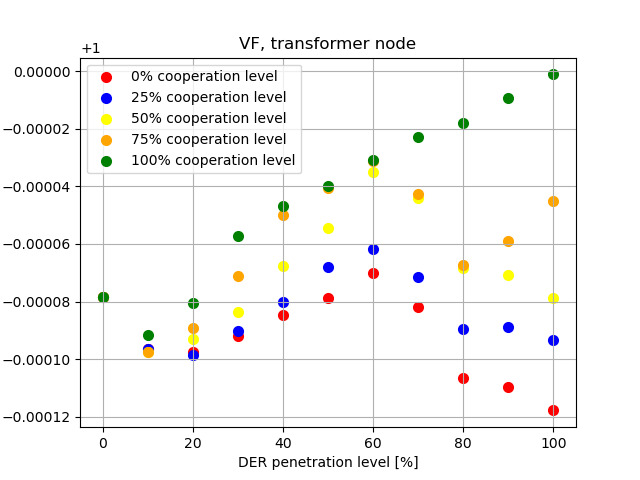 VF, transformer node
+1
0% cooperation level
25% cooperation level
50% cooperation level
75% cooperation level
100% cooperation level
0.00000
−0.00002
−0.00004
−0.00006
−0.00008
−0.00010
−0.00012
0 20 40 60 80 100
DER penetration level [%]